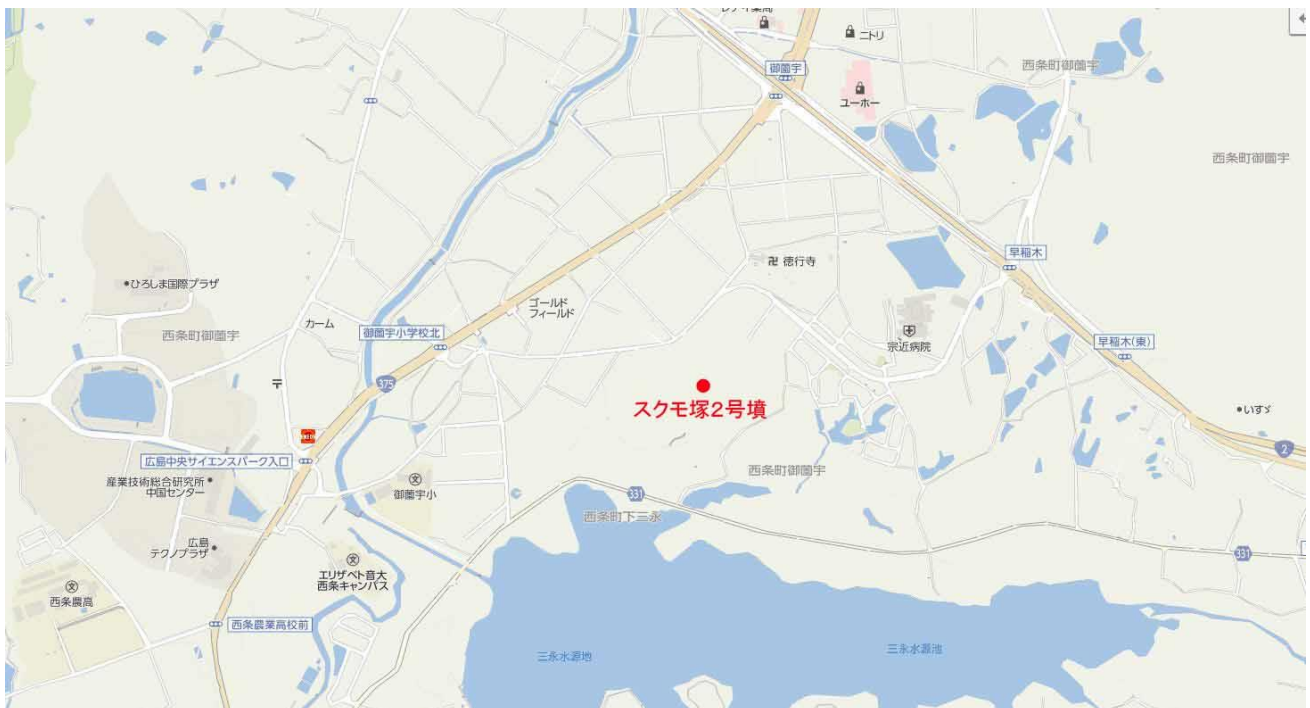 ニトリ
西条町御薗宇
御薗宇
ユーホー
西条町御薗宇
早稲木
卍 徳行寺
ひろしま国際プラザ
ゴールド
フィールド
カーム
西条町御薗宇
御薗宇小学校北
宗近病院
早稲木(東)
375
〒
スクモ塚2号墳
いすゞ
2
広島中央サイエンスパーク入口
産業技術総合研究所
中国センター
文
御薗宇小
西条町御薗宇
331
西条町下三永
広島
テクノプラザ
331
文
エリザベト音大
西条キャンパス
文
西条農高
西条農業高校前
三永水源地
三永水源池